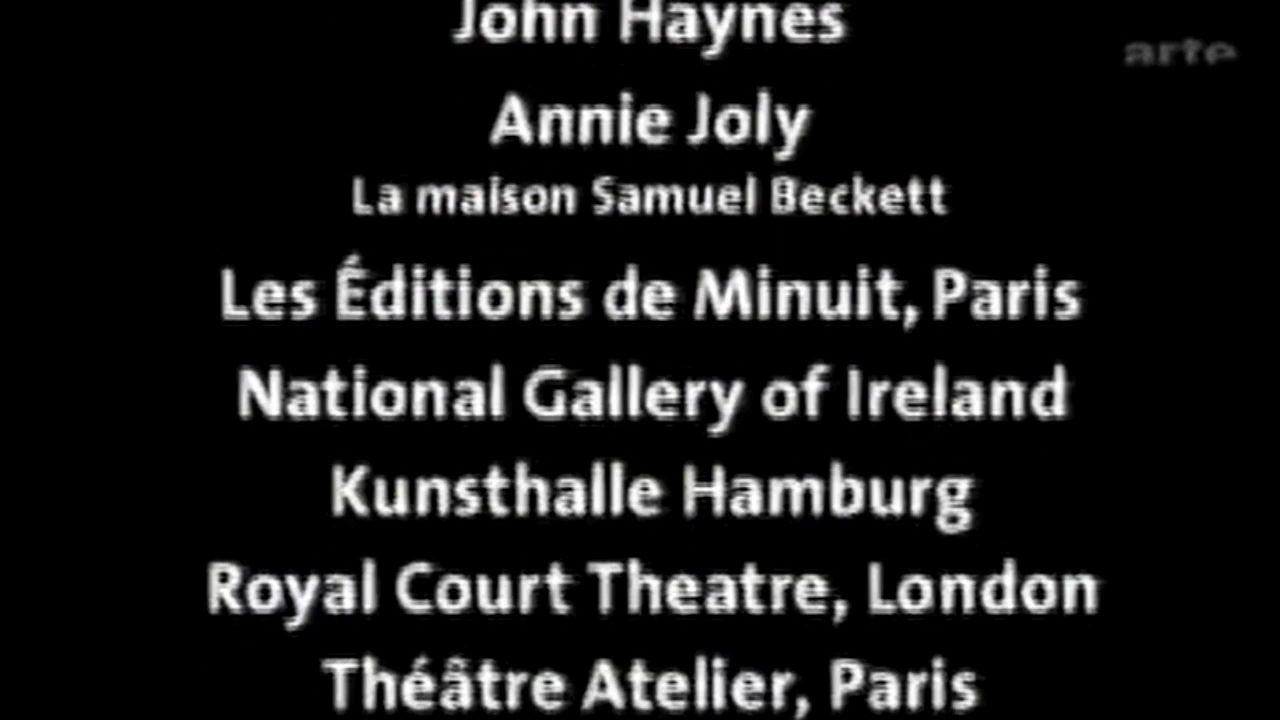 John Haynes
arte
Annie Joly
La maison Samuel Beckett
Les Éditions de Minuit, Paris
National Gallery of Ireland
Kunsthalle Hamburg
Royal Court Theatre, London
Théâtre Atelier, Paris